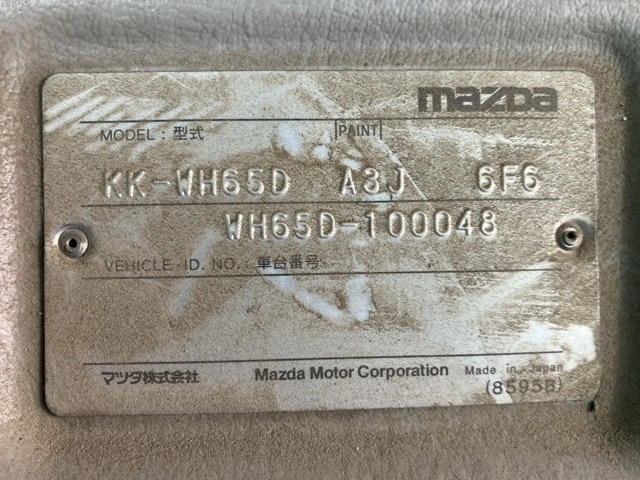 mazda
MODEL : 型式 PAINT
KK-WH65D A3J 6F6
WH65D-100048
VEHICLE · ID. NO. : 車台番号
マツダ株式会社 Mazda Motor Corporation Made in Japan
(8595B)